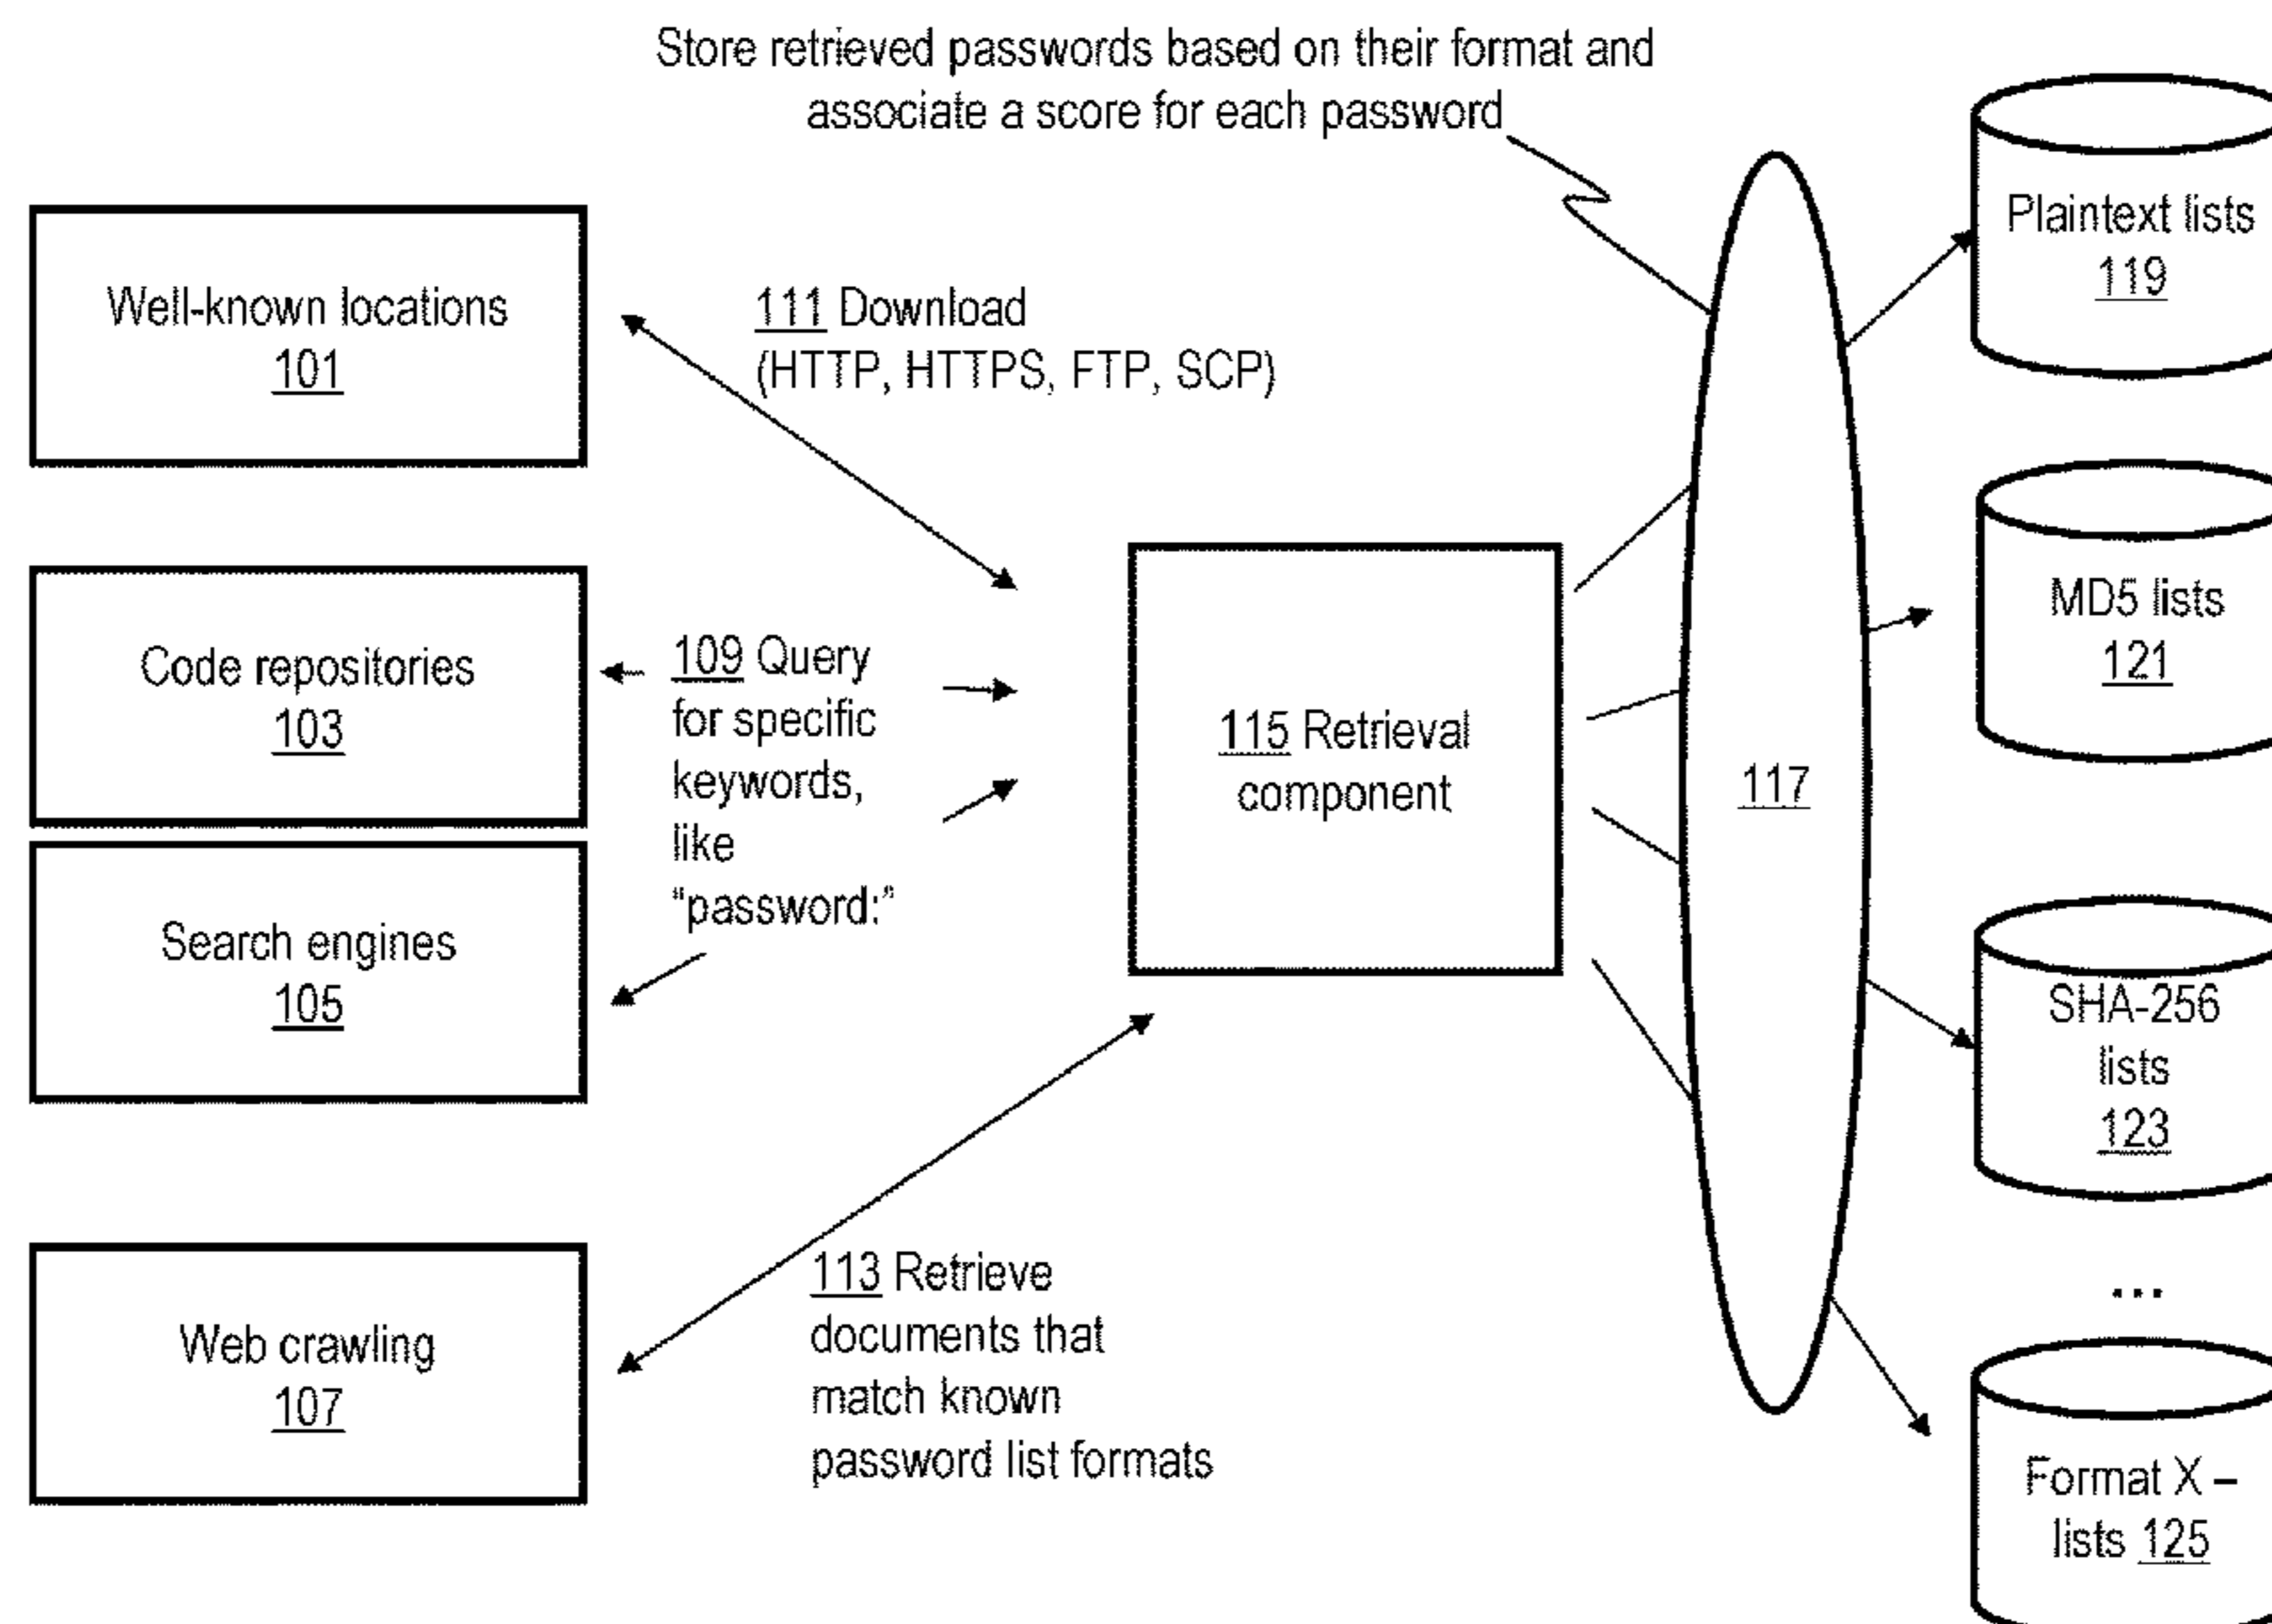 Store retrieved passwords based on their format and
associate a score for each password
Well-known locations
101
111 Download
(HTTP, HTTPS, FTP, SCP)
Code repositories
103
109 Query
for specific
keywords,
like
"password:"
Search engines
105
Web crawling
107
113 Retrieve
documents that
match known
password list formats
115 Retrieval
component
117
Plaintext lists
119
MD5 lists
121
SHA-256
lists
123
...
Format X –
lists 125